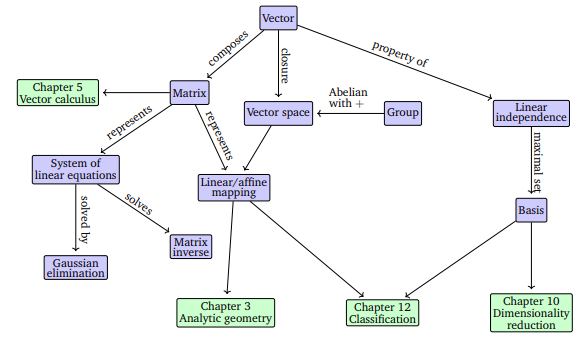 Vector
composes
closure
property of
Chapter 5
Vector calculus
Matrix
Abelian
with +
Vector space
Group
Linear
independence
represents
represents
maximal set
System of
linear equations
Linear/affine
mapping
solved by
solves
Basis
Matrix
inverse
Gaussian
elimination
Chapter 3
Analytic geometry
Chapter 12
Classification
Chapter 10
Dimensionality
reduction